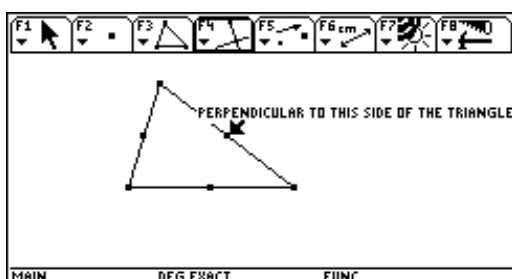 F1 F2 F3 F4 F5 F6 cm F7 F8
PERPENDICULAR TO THIS SIDE OF THE TRIANGLE
MAIN DEG EXACT FUNC